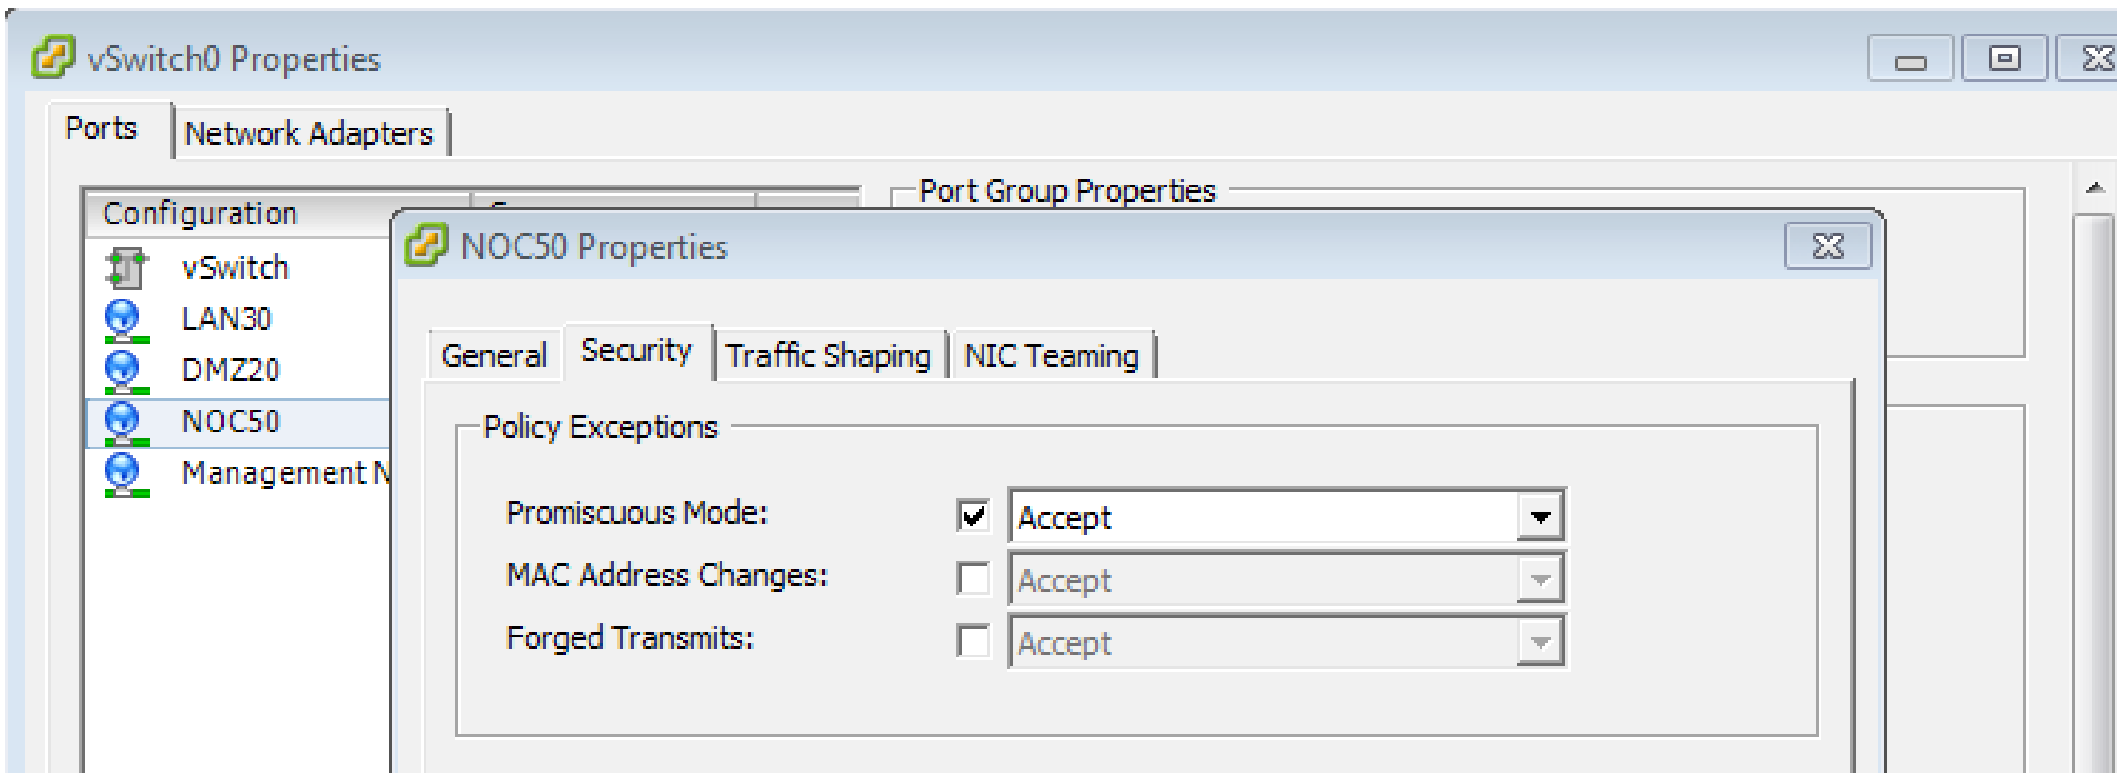 vSwitch0 Properties
Ports Network Adapters
Port Group Properties
Configuration
NOC50 Properties
vSwitch
LAN30
General Security Traffic Shaping NIC Teaming
DMZ20
NOC50
Policy Exceptions
Management N
Promiscuous Mode: Accept
MAC Address Changes: Accept
Forged Transmits: Accept